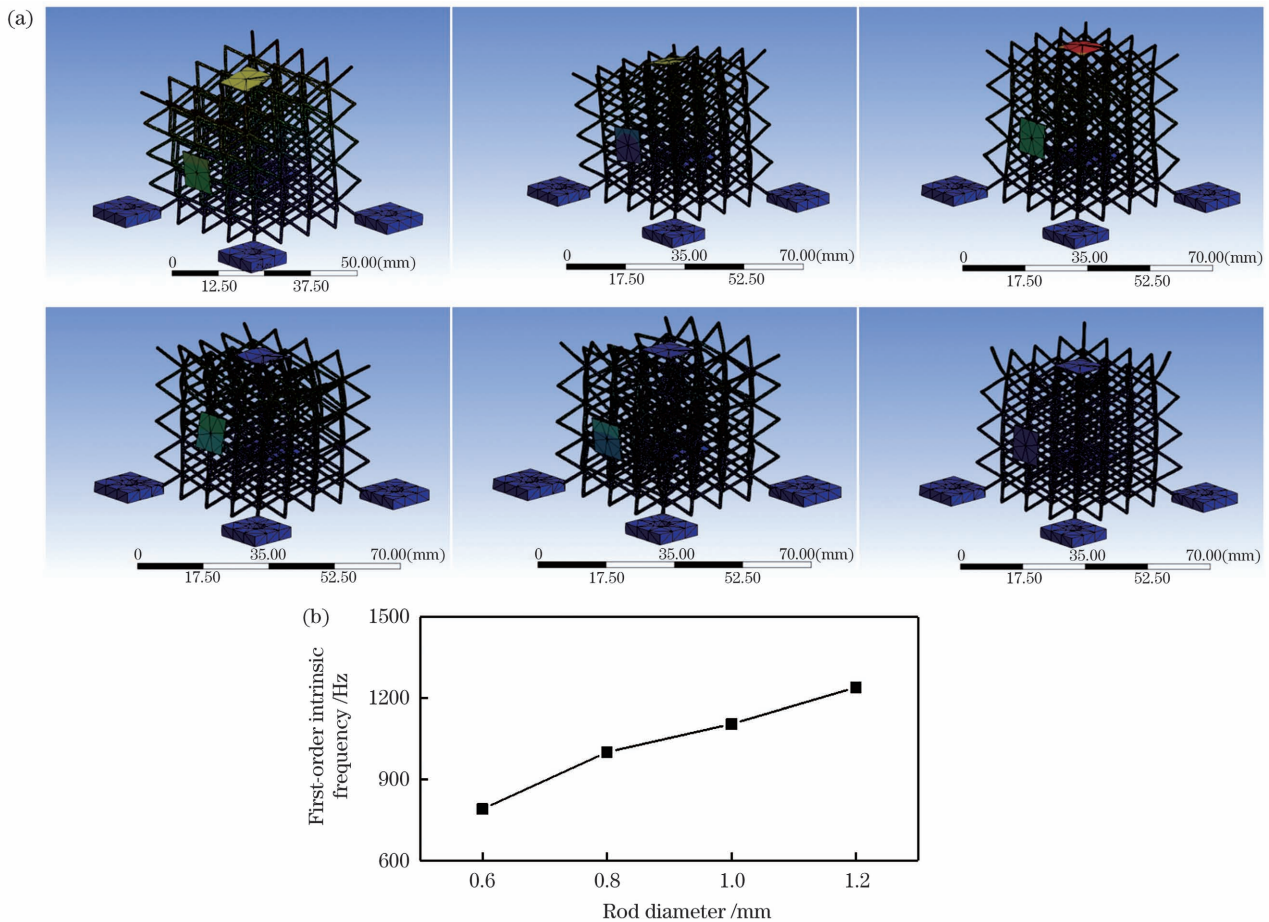 (a)
0 50.00(mm)
12.50 37.50
0 35.00 70.00(mm)
17.50 52.50
0 35.00 70.00(mm)
17.50 52.50
0 35.00 70.00(mm)
17.50 52.50
0 35.00 70.00(mm)
17.50 52.50
0 35.00 70.00(mm)
17.50 52.50
(b)
First-order intrinsic
frequency /Hz
1500
1200
900
600
0.6 0.8 1.0 1.2
Rod diameter /mm